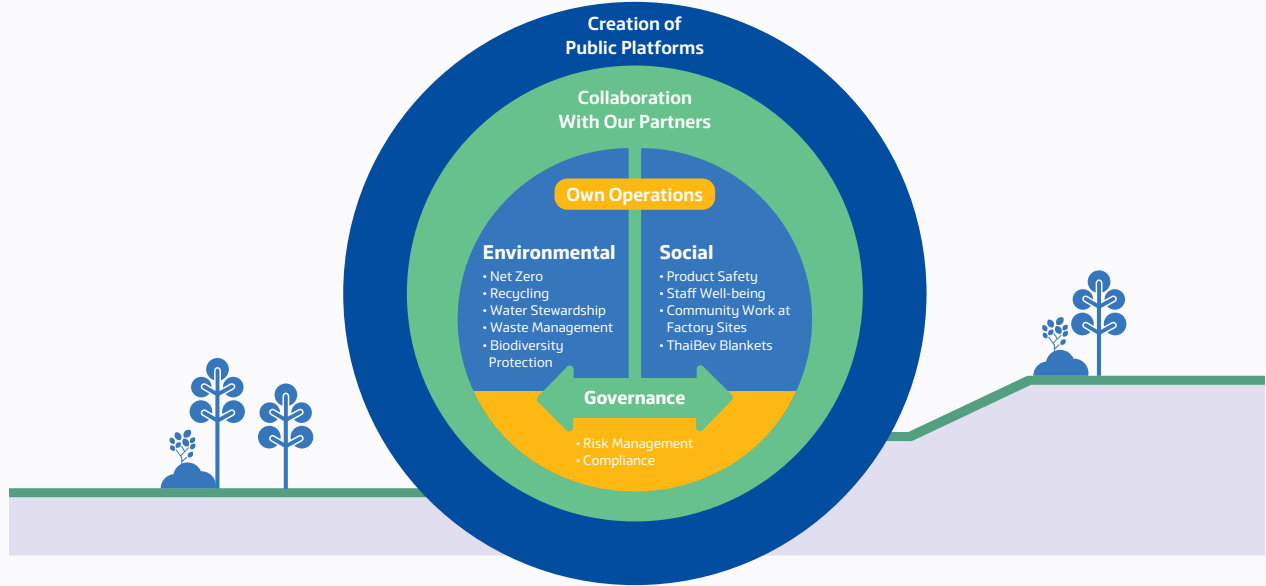 Creation of
Public Platforms
Collaboration
With Our Partners
Own Operations
Environmental
• Net Zero
• Recycling
• Water Stewardship
• Waste Management
• Biodiversity
Protection
Social
• Product Safety
• Staff Well-being
• Community Work at
Factory Sites
• ThaiBev Blankets
Governance
• Risk Management
• Compliance